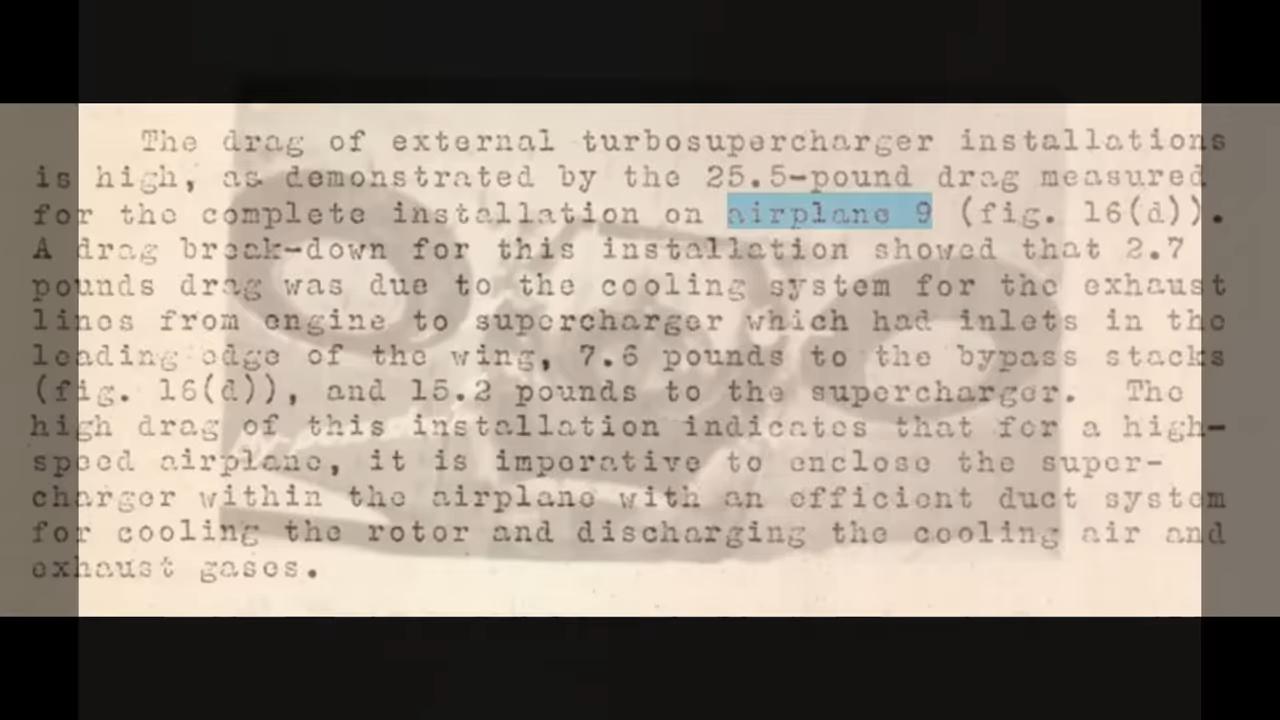 The drag of external turbosupercharger installations
is high, as demonstrated by the 25.5-pound drag measured
for the complete installation on airplane 9 (fig. 16(d)).
A drag break-down for this installation showed that 2.7
pounds drag was due to the cooling system for the exhaust
lines from engine to supercharger which had inlets in the
leading edge of the wing, 7.6 pounds to the bypass stacks
(fig. 16(d)), and 15.2 pounds to the supercharger. The
high drag of this installation indicates that for a high-
speed airplane, it is imperative to enclose the super-
charger within the airplane with an efficient duct system
for cooling the rotor and discharging the cooling air and
exhaust gases.